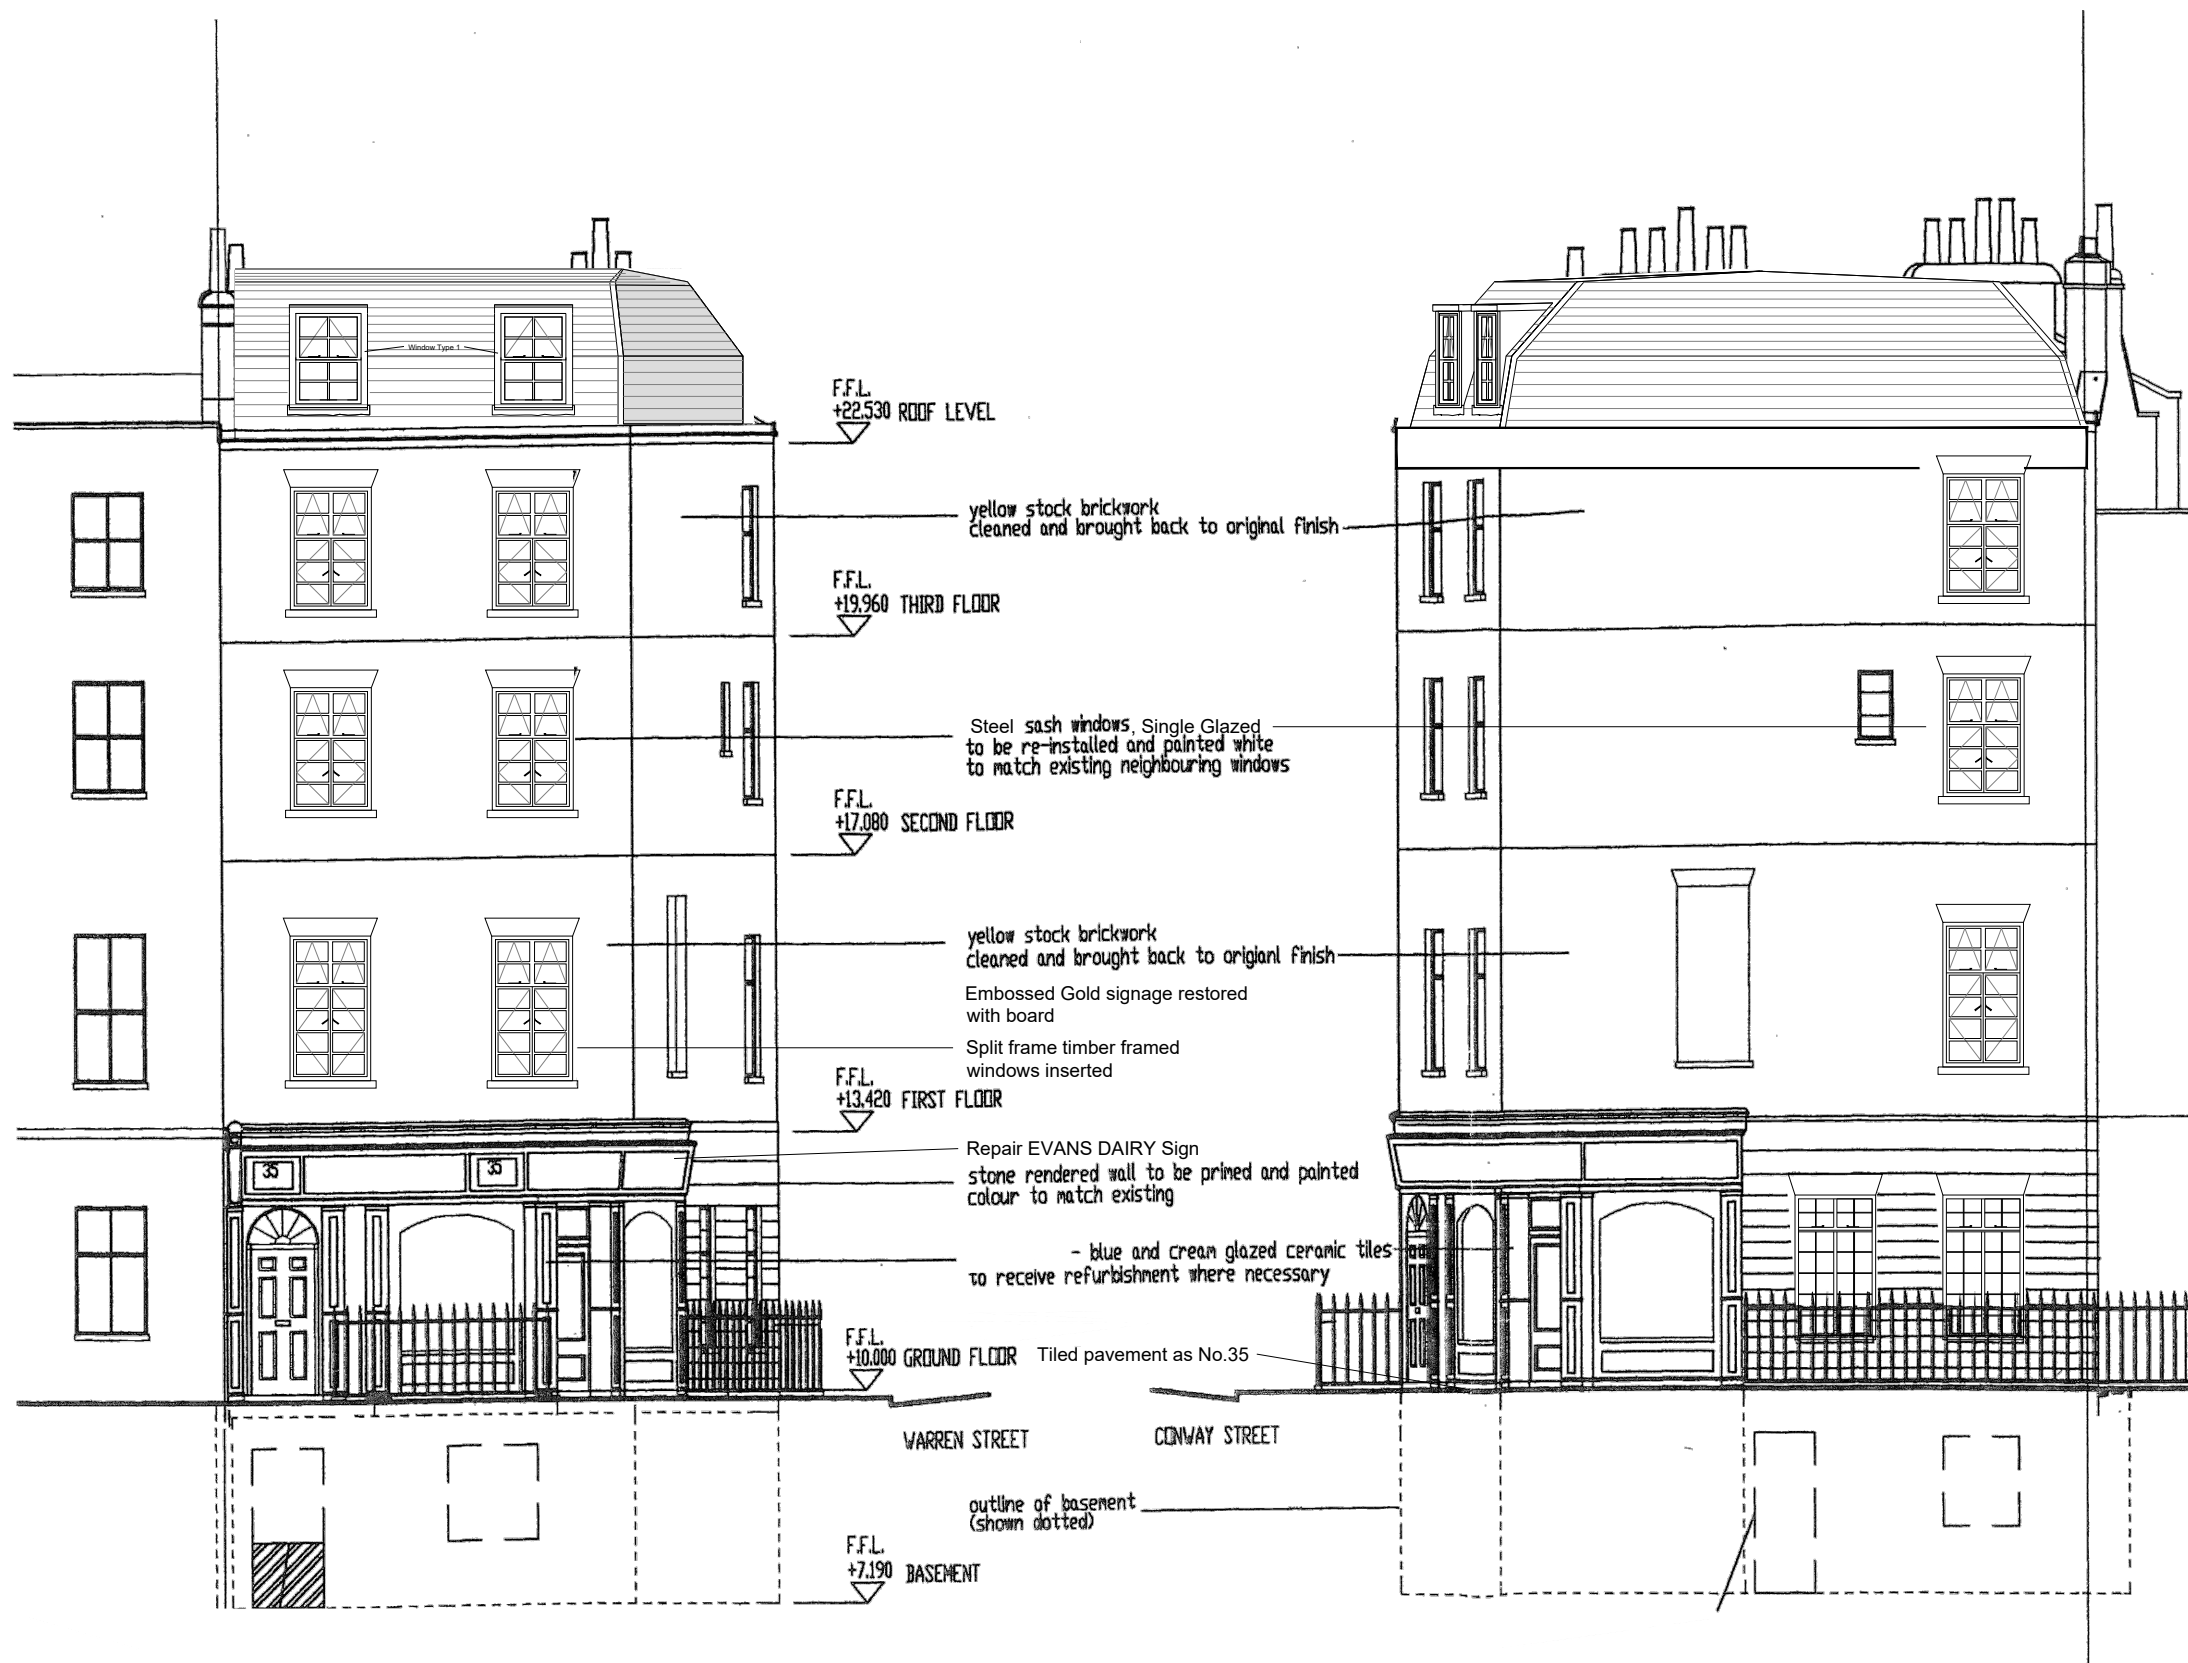 Window Type 1
F.F.L.
+22.530 ROOF LEVEL
yellow stock brickwork
cleaned and brought back to original finish
F.F.L.
+19.960 THIRD FLOOR
Steel sash windows, Single Glazed
to be re-installed and painted white
to match existing neighbouring windows
F.F.L.
+17.080 SECOND FLOOR
yellow stock brickwork
cleaned and brought back to origianl finish
Embossed Gold signage restored
with board
Split frame timber framed
windows inserted
F.F.L.
+13.420 FIRST FLOOR
Repair EVANS DAIRY Sign
35
35
stone rendered wall to be primed and painted
colour to match existing
- blue and cream glazed ceramic tiles
to receive refurbishment where necessary
F.F.L.
+10.000 GROUND FLOOR
Tiled pavement as No.35
WARREN STREET
CONWAY STREET
outline of basement
(shown dotted)
F.F.L.
+7.190 BASEMENT